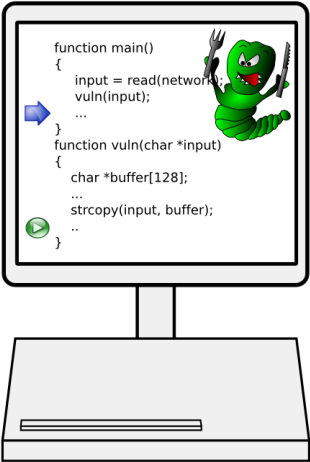 function main()
{
input = read(network);
vuln(input);
...
}
function vuln(char *input)
{
char *buffer[128];
...
strcopy(input, buffer);
..
}